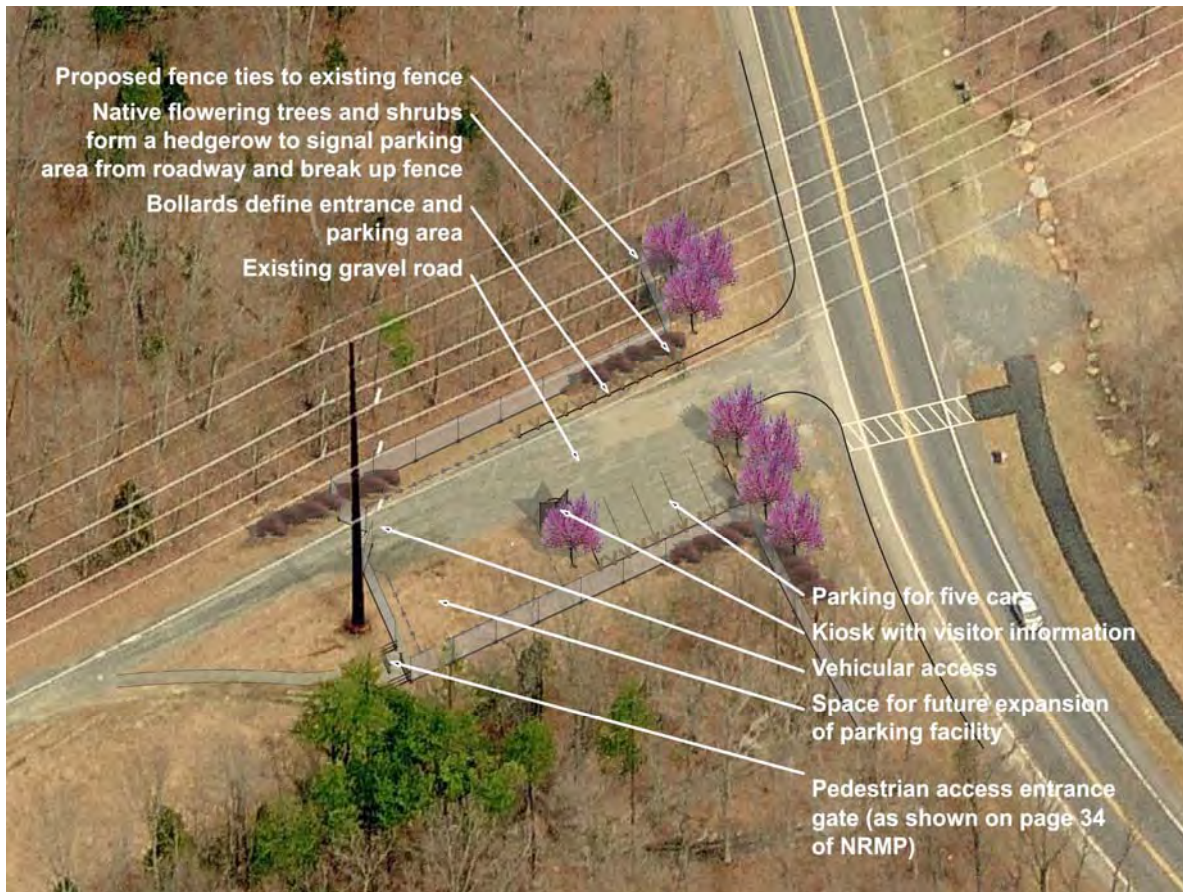 Proposed fence ties to existing fence
Native flowering trees and shrubs
form a hedgerow to signal parking
area from roadway and break up fence
Bollards define entrance and
parking area
Existing gravel road
Parking for five cars
Kiosk with visitor information
Vehicular access
Space for future expansion
of parking facility
Pedestrian access entrance
gate (as shown on page 34
of NRMP)